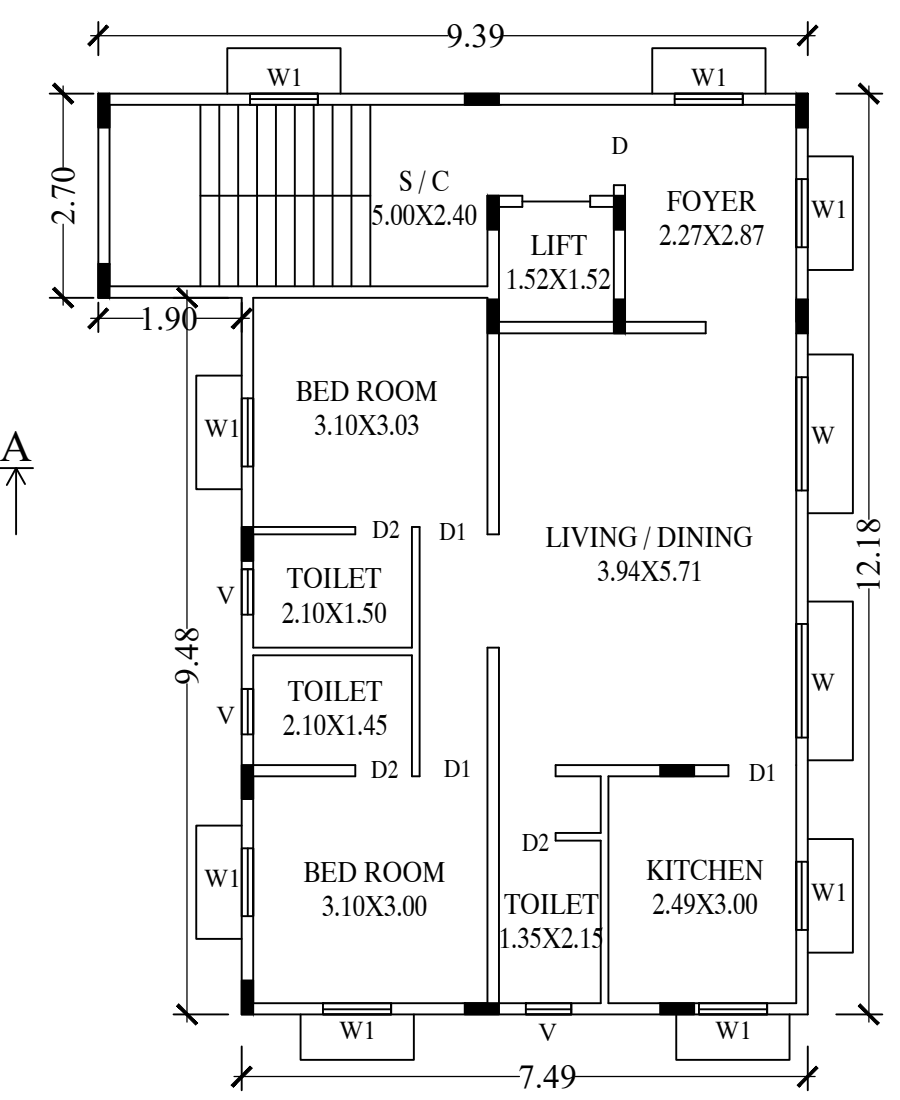 9.39
W1
W1
D
2.70
S / C
5.00X2.40
FOYER
2.27X2.87
W1
LIFT
1.52X1.52
1.90
BED ROOM
3.10X3.03
W1
W
A
D2
D1
LIVING / DINING
3.94X5.71
12.18
TOILET
2.10X1.50
V
9.48
TOILET
2.10X1.45
V
W
D2
D1
D1
D2
BED ROOM
3.10X3.00
W1
KITCHEN
2.49X3.00
W1
TOILET
1.35X2.15
W1
V
W1
7.49